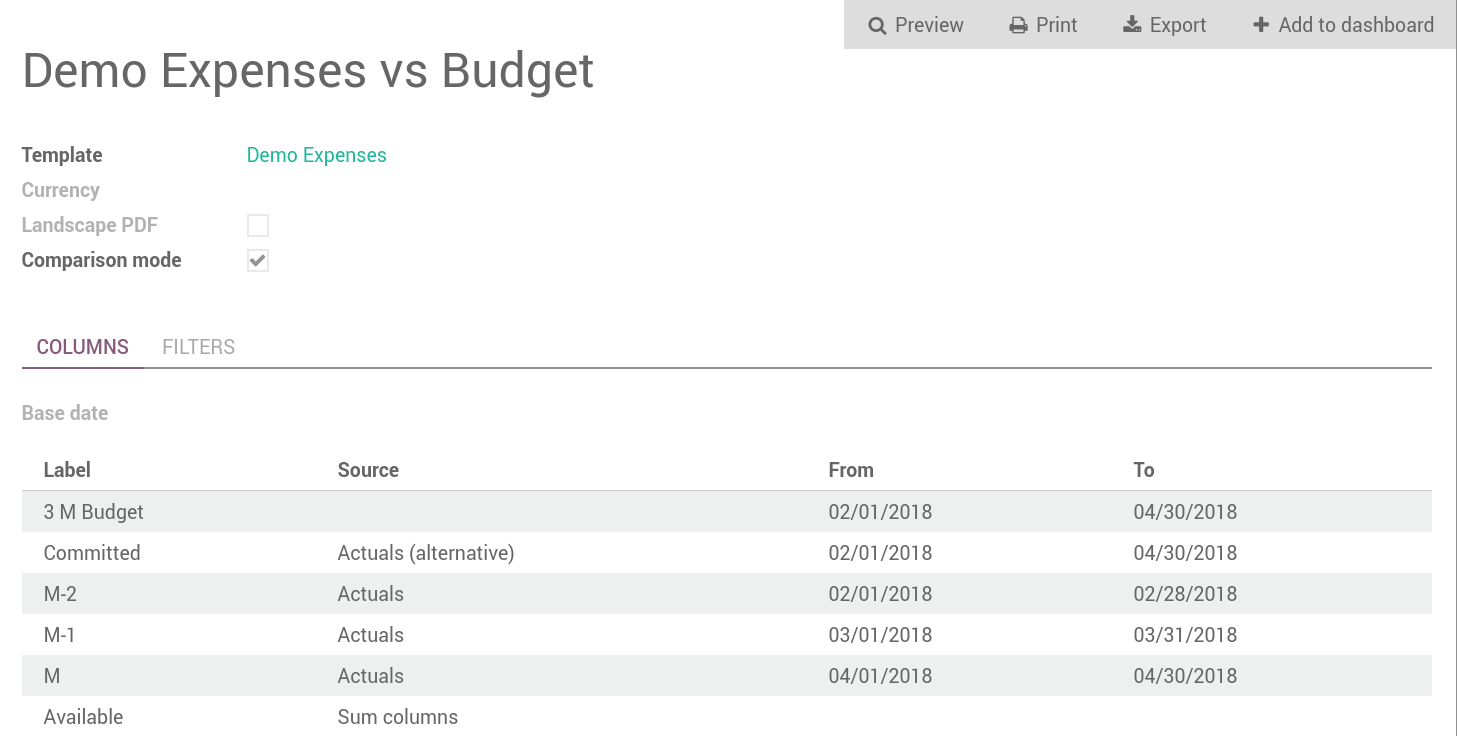 Preview Print Export Add to dashboard
Demo Expenses vs Budget
Template Demo Expenses
Currency
Landscape PDF
Comparison mode
COLUMNS FILTERS
Base date
Label Source From To
3 M Budget 02/01/2018 04/30/2018
Committed Actuals (alternative) 02/01/2018 04/30/2018
M-2 Actuals 02/01/2018 02/28/2018
M-1 Actuals 03/01/2018 03/31/2018
M Actuals 04/01/2018 04/30/2018
Available Sum columns